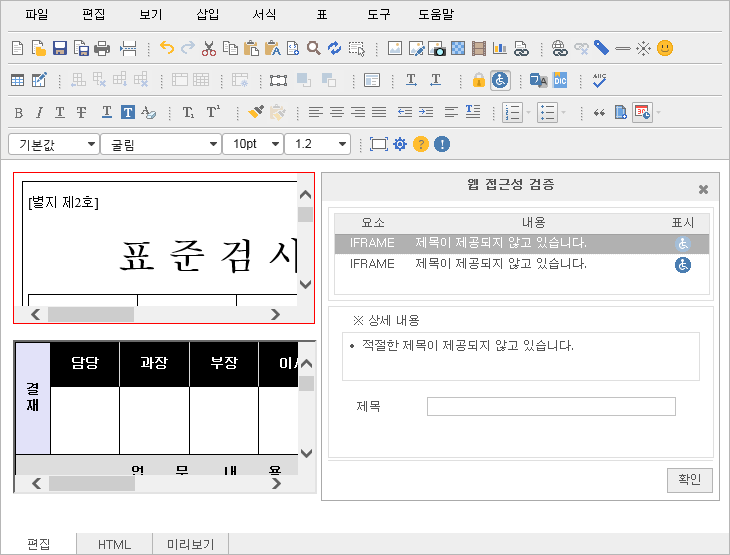 파일 편집 보기 삽입 서식 표 도구 도움말
기본값 굴림 10pt 1.2
[별지 제2호]
표 준 검 시
담당 과장 부장 이사
결재
업 무 내 용
웹 접근성 검증
요소 내용 표시
IFRAME 제목이 제공되지 않고 있습니다.
IFRAME 제목이 제공되지 않고 있습니다.
※ 상세 내용
• 적절한 제목이 제공되지 않고 있습니다.
제목
확인
편집 HTML 미리보기